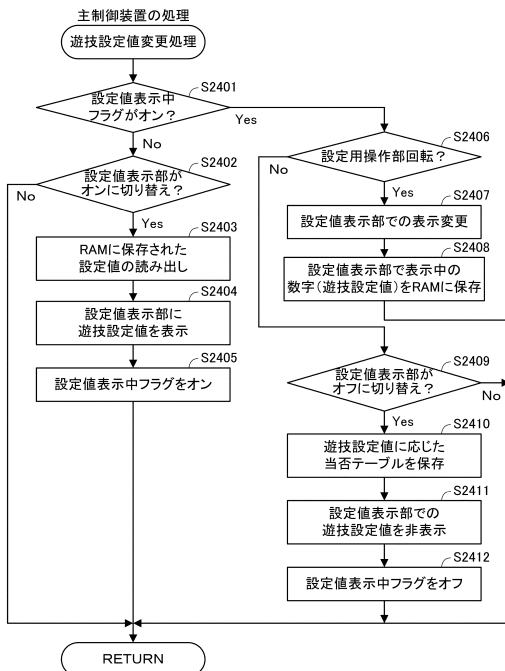 主制御装置の処理
遊技設定値変更処理
S2401
設定値表示中
フラグがオン？
Yes
No
S2402
設定値表示部が
オンに切り替え？
No
Yes
S2403
RAMに保存された
設定値の読み出し
S2404
設定値表示部に
遊技設定値を表示
S2405
設定値表示中フラグをオン
S2406
設定用操作部回転？
No
Yes
S2407
設定値表示部での表示変更
S2408
設定値表示部で表示中の
数字（遊技設定値）をRAMに保存
S2409
設定値表示部が
オフに切り替え？
No
Yes
S2410
遊技設定値に応じた
当否テーブルを保存
S2411
設定値表示部での
遊技設定値を非表示
S2412
設定値表示中フラグをオフ
RETURN